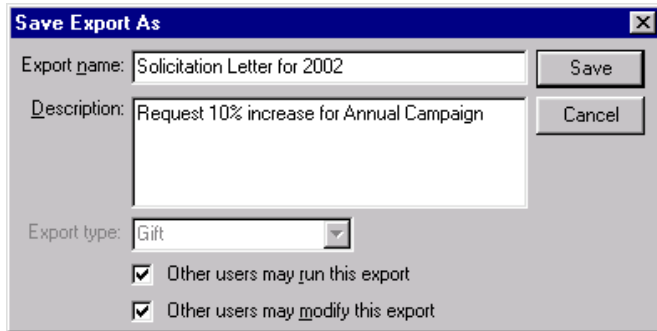 Save Export As
Export name: Solicitation Letter for 2002
Save
Description: Request 10% increase for Annual Campaign
Cancel
Export type: Gift
Other users may run this export
Other users may modify this export